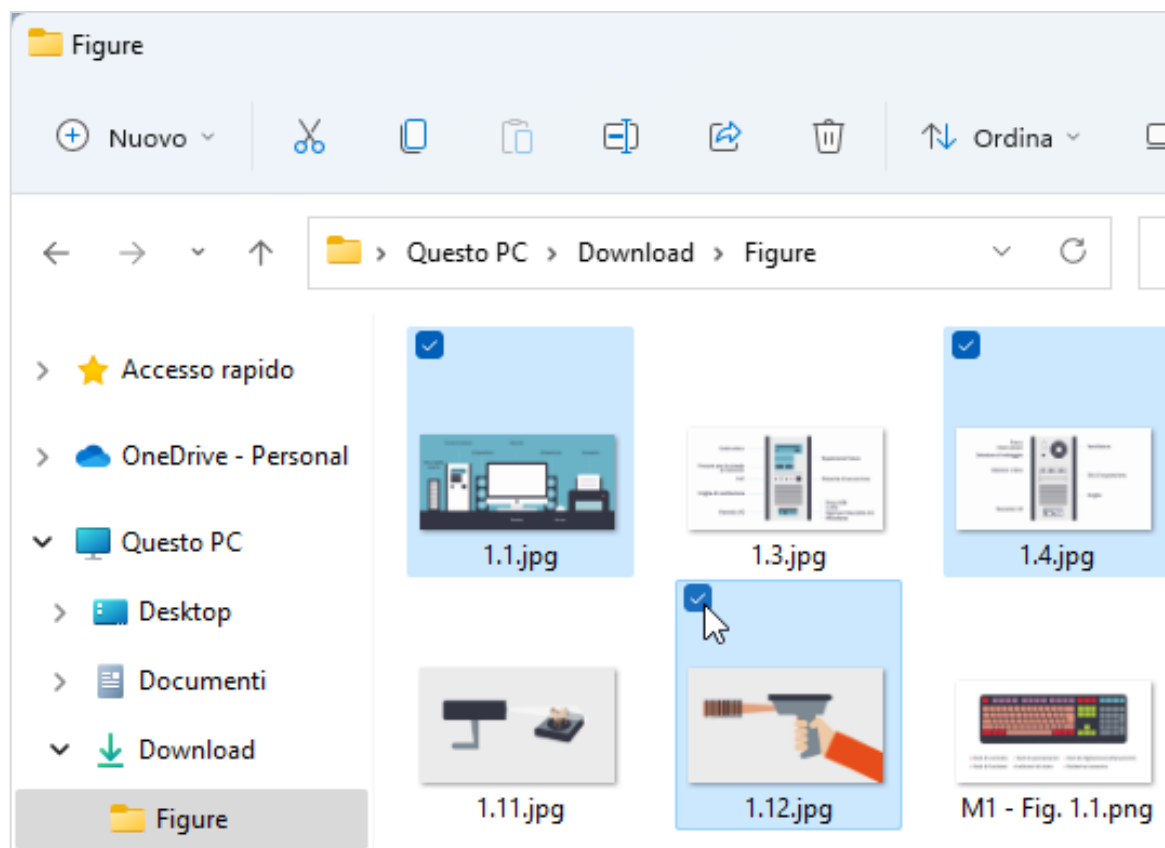 Figure
Nuovo
Ordina
Questo PC
Download
Figure
Accesso rapido
OneDrive - Personal
Questo PC
Desktop
Documenti
Download
Figure
1.1.jpg
1.3.jpg
1.4.jpg
1.11.jpg
1.12.jpg
M1 - Fig. 1.1.png